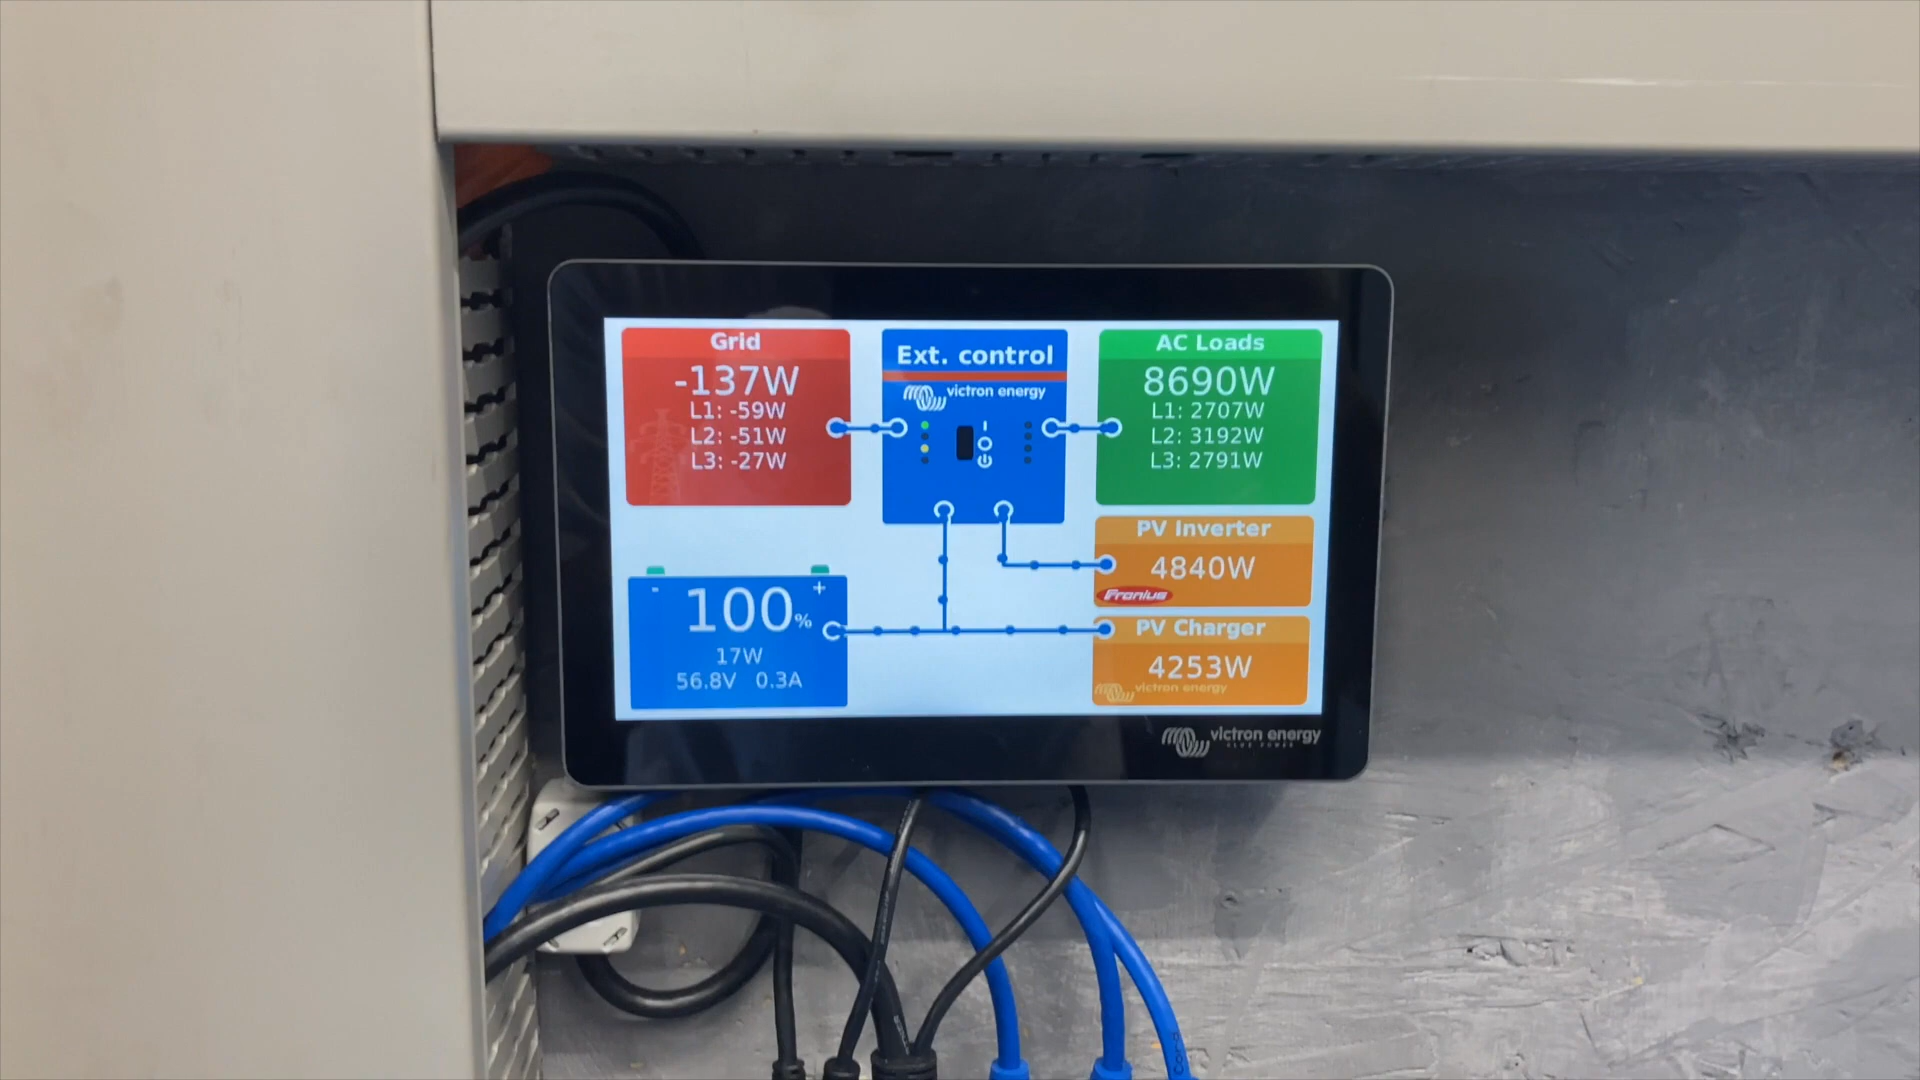 Grid
-137W
L1: -59W
L2: -51W
L3: -27W
Ext. control
victron energy
AC Loads
8690W
L1: 2707W
L2: 3192W
L3: 2791W
PV Inverter
4840W
Fronius
- +
100%
17W
56.8V 0.3A
PV Charger
4253W
victron energy
victron energy
BLUE POWER